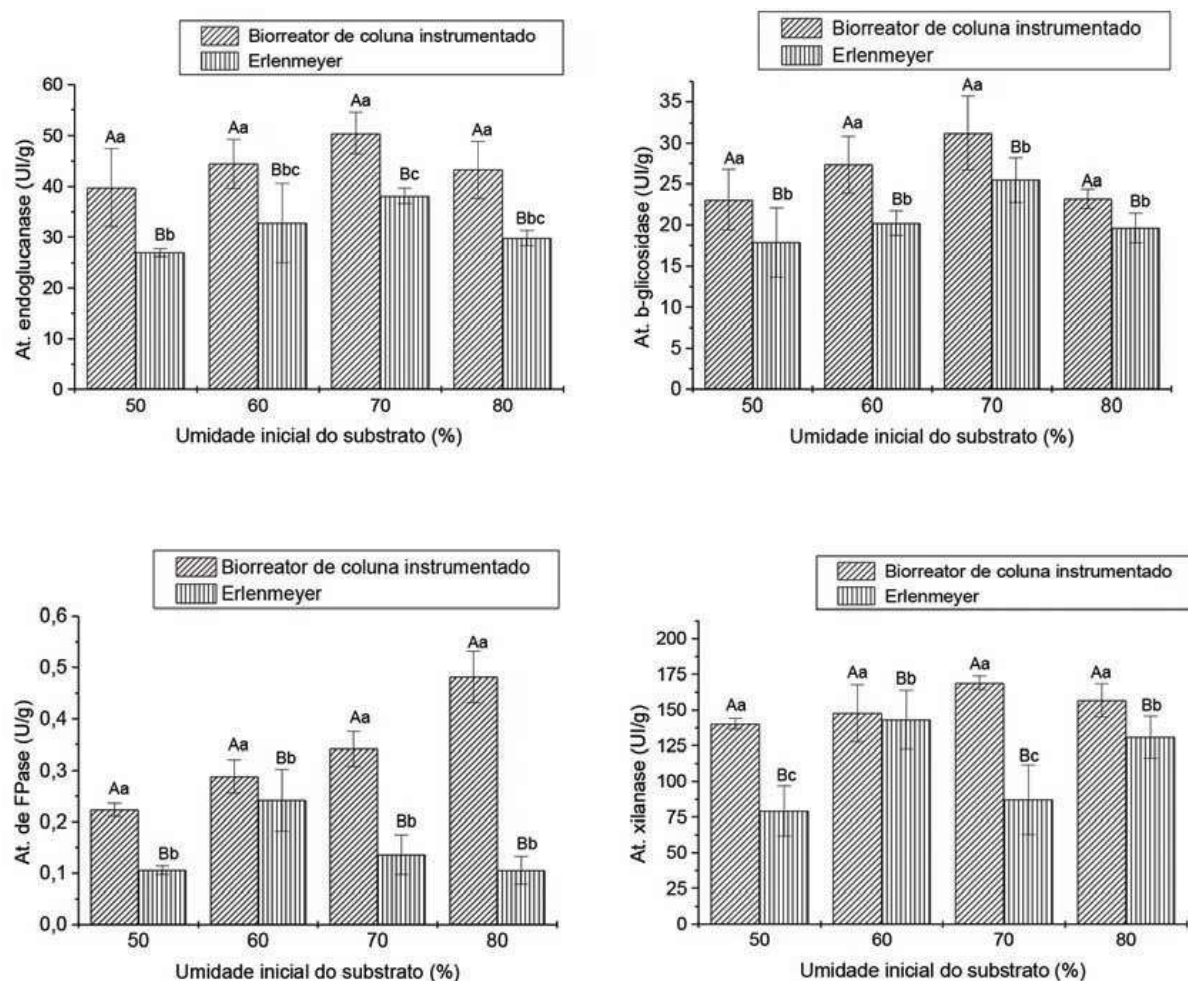 Biorreator de coluna instrumentado
Erlenmeyer
At. endoglucanase (UI/g)
60
50
40
30
20
10
0
Aa
Bb
Aa
Bbc
Aa
Bc
Aa
Bbc
50
60
70
80
Umidade inicial do substrato (%)
Biorreator de coluna instrumentado
Erlenmeyer
At. b-glicosidase (UI/g)
35
30
25
20
15
10
5
0
Aa
Bb
Aa
Bb
Aa
Bb
Aa
Bb
50
60
70
80
Umidade inicial do substrato (%)
Biorreator de coluna instrumentado
Erlenmeyer
At. de FPase (U/g)
0,6
0,5
0,4
0,3
0,2
0,1
0,0
Aa
Bb
Aa
Bb
Aa
Bb
Aa
Bb
50
60
70
80
Umidade inicial do substrato (%)
Biorreator de coluna instrumentado
Erlenmeyer
At. xilanase (UI/g)
200
175
150
125
100
75
50
25
0
Aa
Bc
Aa
Bb
Aa
Bc
Aa
Bb
50
60
70
80
Umidade inicial do substrato (%)